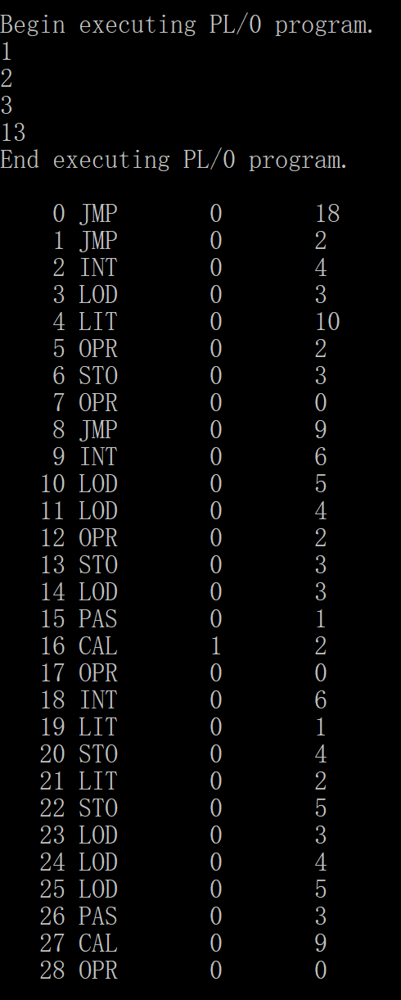 Begin executing PL/0 program.
1
2
3
13
End executing PL/0 program.
0 JMP 0 18
1 JMP 0 2
2 INT 0 4
3 LOD 0 3
4 LIT 0 10
5 OPR 0 2
6 STO 0 3
7 OPR 0 0
8 JMP 0 9
9 INT 0 6
10 LOD 0 5
11 LOD 0 4
12 OPR 0 2
13 STO 0 3
14 LOD 0 3
15 PAS 0 1
16 CAL 1 2
17 OPR 0 0
18 INT 0 6
19 LIT 0 1
20 STO 0 4
21 LIT 0 2
22 STO 0 5
23 LOD 0 3
24 LOD 0 4
25 LOD 0 5
26 PAS 0 3
27 CAL 0 9
28 OPR 0 0